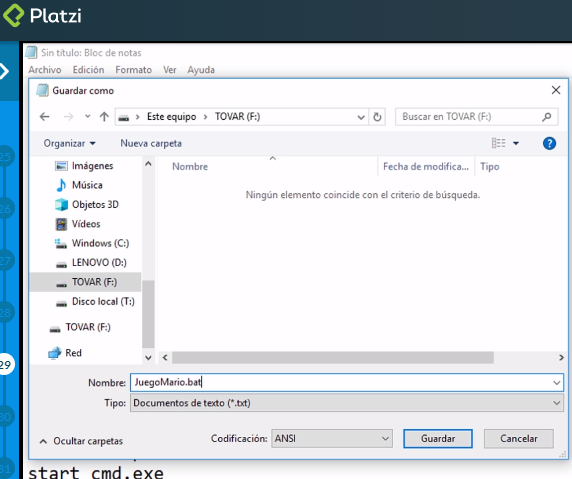 Platzi
Sin título: Bloc de notas
Archivo Edición Formato Ver Ayuda
Guardar como
Este equipo > TOVAR (F:)
Buscar en TOVAR (F:)
Organizar Nueva carpeta
Imágenes
Música
Objetos 3D
Vídeos
Windows (C:)
LENOVO (D:)
TOVAR (F:)
Disco local (T:)
TOVAR (F:)
Red
Nombre Fecha de modifica... Tipo
Ningún elemento coincide con el criterio de búsqueda.
25
26
27
28
29
30
31
Nombre: JuegoMario.bat
Tipo: Documentos de texto (*.txt)
Ocultar carpetas Codificación: ANSI Guardar Cancelar
start cmd.exe